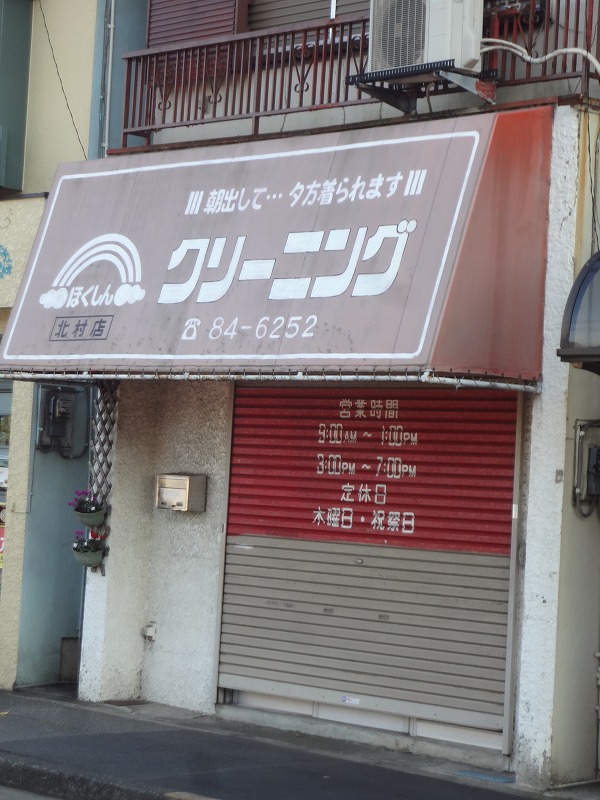 朝出して… 夕方着られます
クリーニング
ほくしん
北村店
☎ 84-6252
営業時間
9:00AM ~ 1:00PM
3:00PM ~ 7:00PM
定休日
木曜日・祝祭日